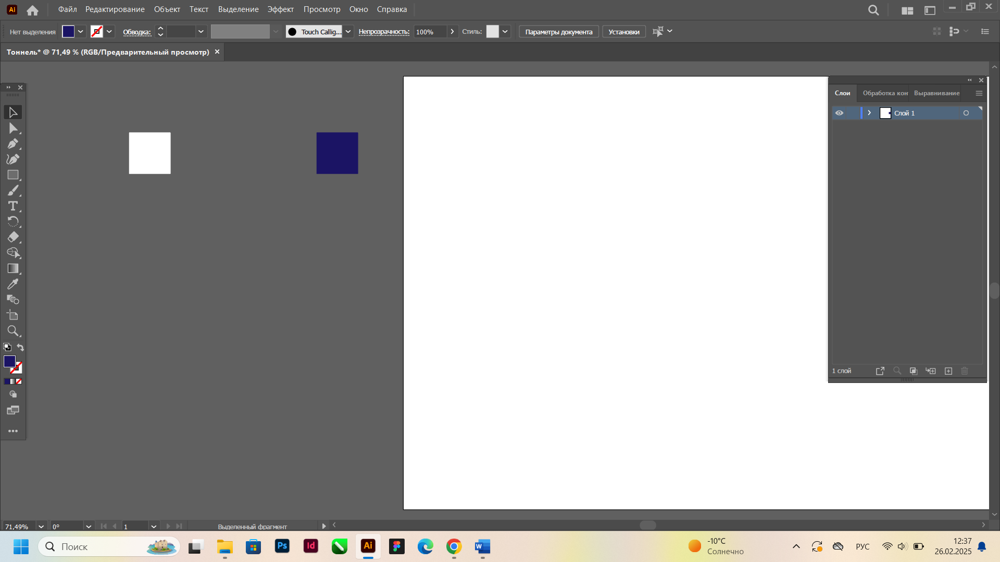 Ai Файл Редактирование Объект Текст Выделение Эффект Просмотр Окно Справка
Нет выделения Обводка: Touch Callig... Непрозрачность: 100% Стиль: Параметры документа Установки
Тоннель* @ 71,49 % (RGB/Предварительный просмотр)
Слои Обработка кон Выравнивание
Слой 1
1 слой
71,49% 0° 1 Выделенный фрагмент
Поиск Ps Id Ai W
-10°C
Солнечно
РУС
12:37
26.02.2025